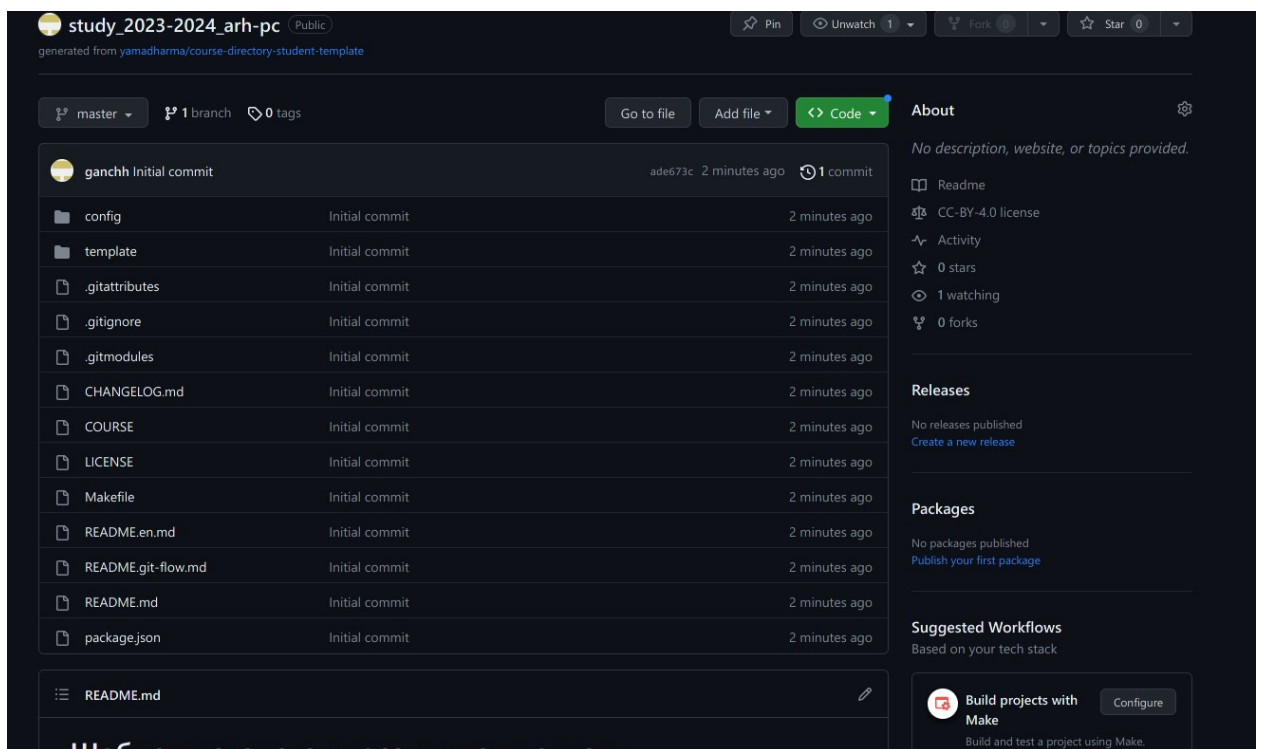 study_2023-2024_arh-pc Public Pin Unwatch 1 Fork 0 Star 0
generated from yamadharma/course-directory-student-template
master 1 branch 0 tags Go to file Add file <> Code
ganchh Initial commit ade673c 2 minutes ago 1 commit
config Initial commit 2 minutes ago
template Initial commit 2 minutes ago
.gitattributes Initial commit 2 minutes ago
.gitignore Initial commit 2 minutes ago
.gitmodules Initial commit 2 minutes ago
CHANGELOG.md Initial commit 2 minutes ago
COURSE Initial commit 2 minutes ago
LICENSE Initial commit 2 minutes ago
Makefile Initial commit 2 minutes ago
README.en.md Initial commit 2 minutes ago
README.git-flow.md Initial commit 2 minutes ago
README.md Initial commit 2 minutes ago
package.json Initial commit 2 minutes ago
README.md
About
No description, website, or topics provided.
Readme
CC-BY-4.0 license
Activity
0 stars
1 watching
0 forks
Releases
No releases published
Create a new release
Packages
No packages published
Publish your first package
Suggested Workflows
Based on your tech stack
Build projects with Make Configure
Build and test a project using Make.